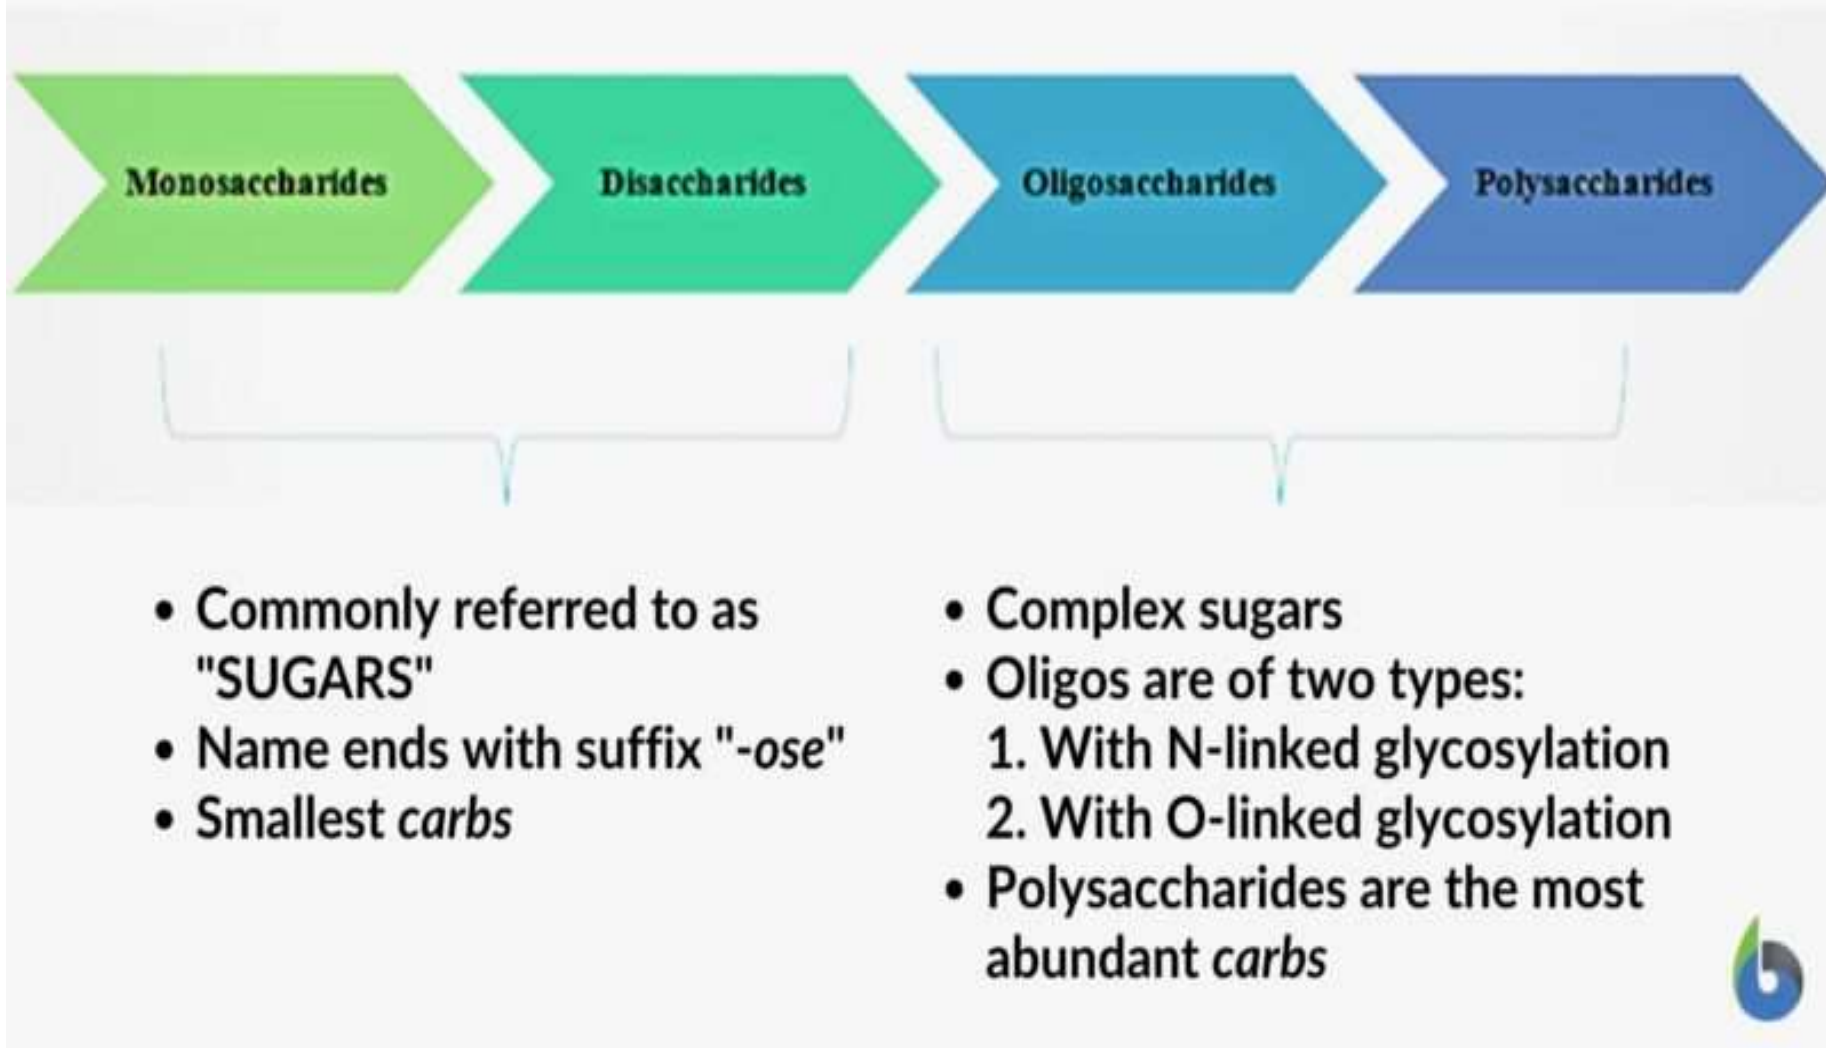 Monosaccharides
Disaccharides
Oligosaccharides
Polysaccharides
• Commonly referred to as
"SUGARS"
• Name ends with suffix "-ose"
• Smallest carbs
• Complex sugars
• Oligos are of two types:
1. With N-linked glycosylation
2. With O-linked glycosylation
• Polysaccharides are the most
abundant carbs